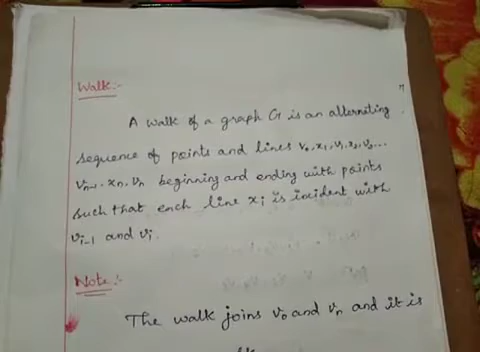 Walk:-
A walk of a graph G is an alternating
sequence of points and lines v₀, x₁, v₁, x₂, v₂...
vₙ₋₁, xₙ, vₙ beginning and ending with points
such that each line xᵢ is incident with
vᵢ₋₁ and vᵢ.
Note:-
The walk joins v₀ and vₙ and it is